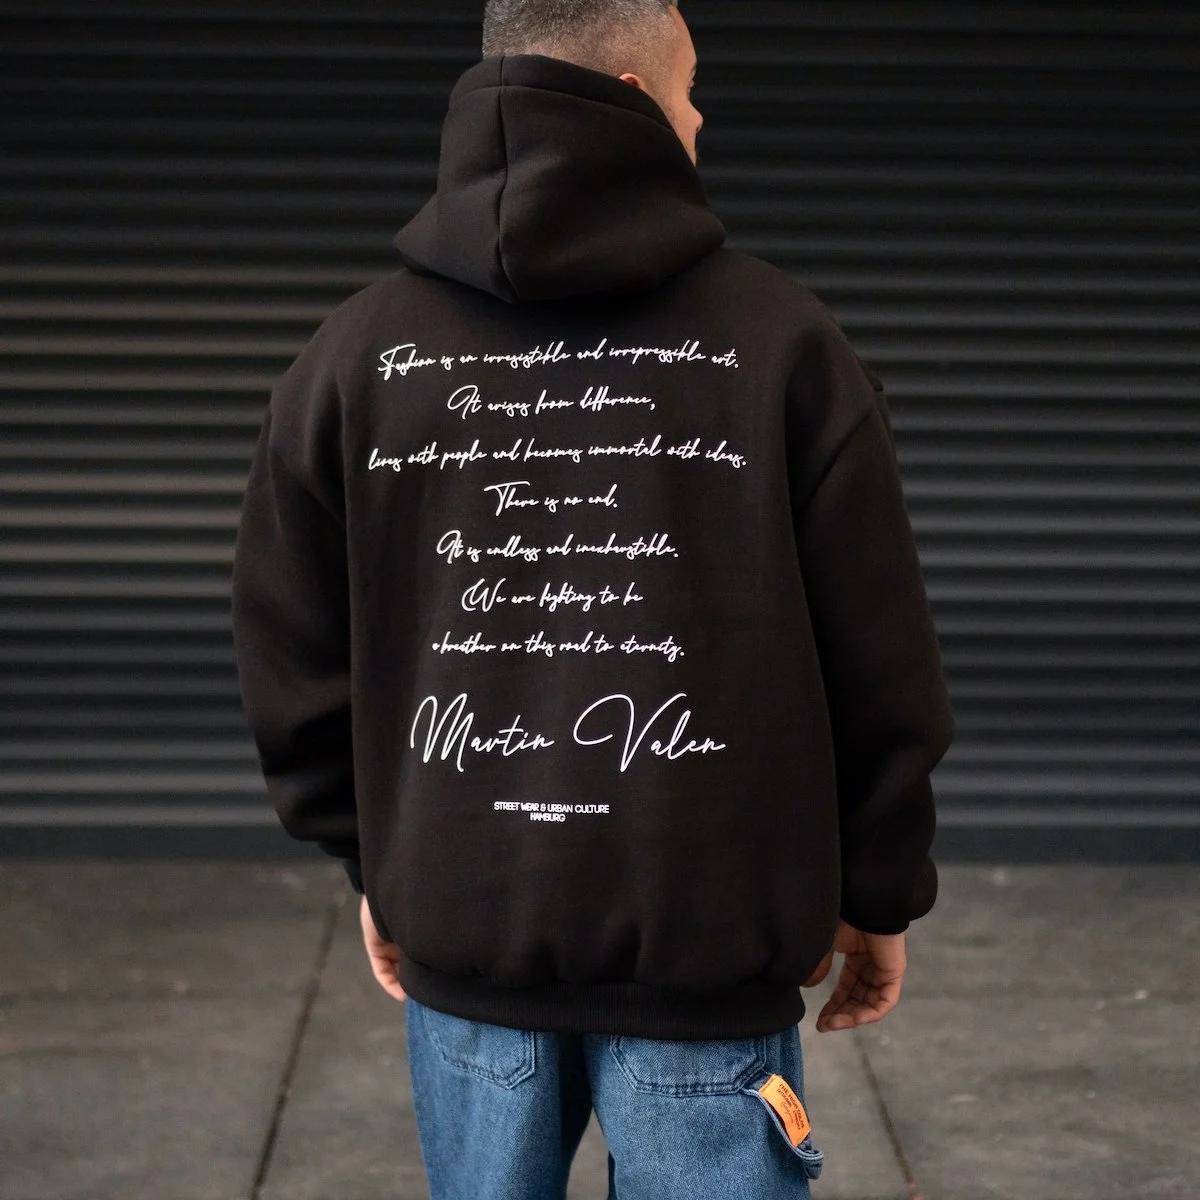 Fashion is an irresistible and irrepressible art.
It arises from difference,
lives with people and becomes immortal with ideas.
There is no end.
It is endless and inexhaustible.
We are fighting to be
a breather on this road to eternity.
Martin Valen
STREET WEAR & URBAN CULTURE
HAMBURG